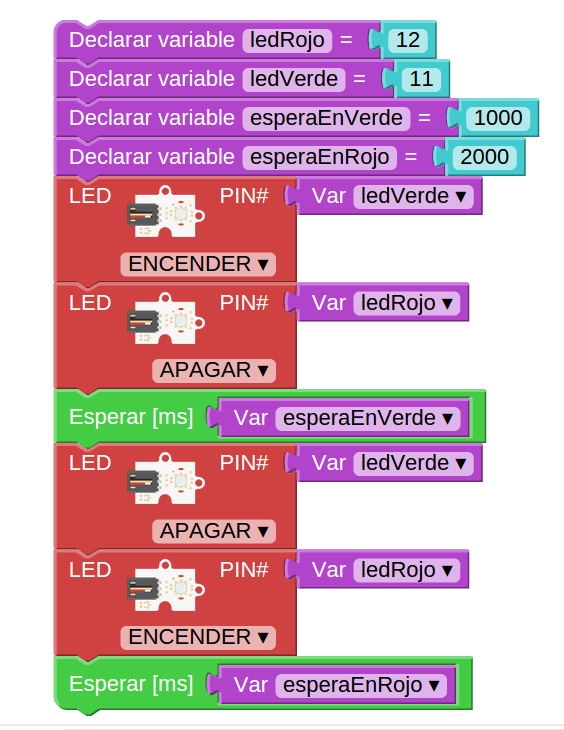 Declarar variable ledRojo = 12
Declarar variable ledVerde = 11
Declarar variable esperaEnVerde = 1000
Declarar variable esperaEnRojo = 2000
LED PIN# Var ledVerde ▾
ENCENDER ▾
LED PIN# Var ledRojo ▾
APAGAR ▾
Esperar [ms] Var esperaEnVerde ▾
LED PIN# Var ledVerde ▾
APAGAR ▾
LED PIN# Var ledRojo ▾
ENCENDER ▾
Esperar [ms] Var esperaEnRojo ▾